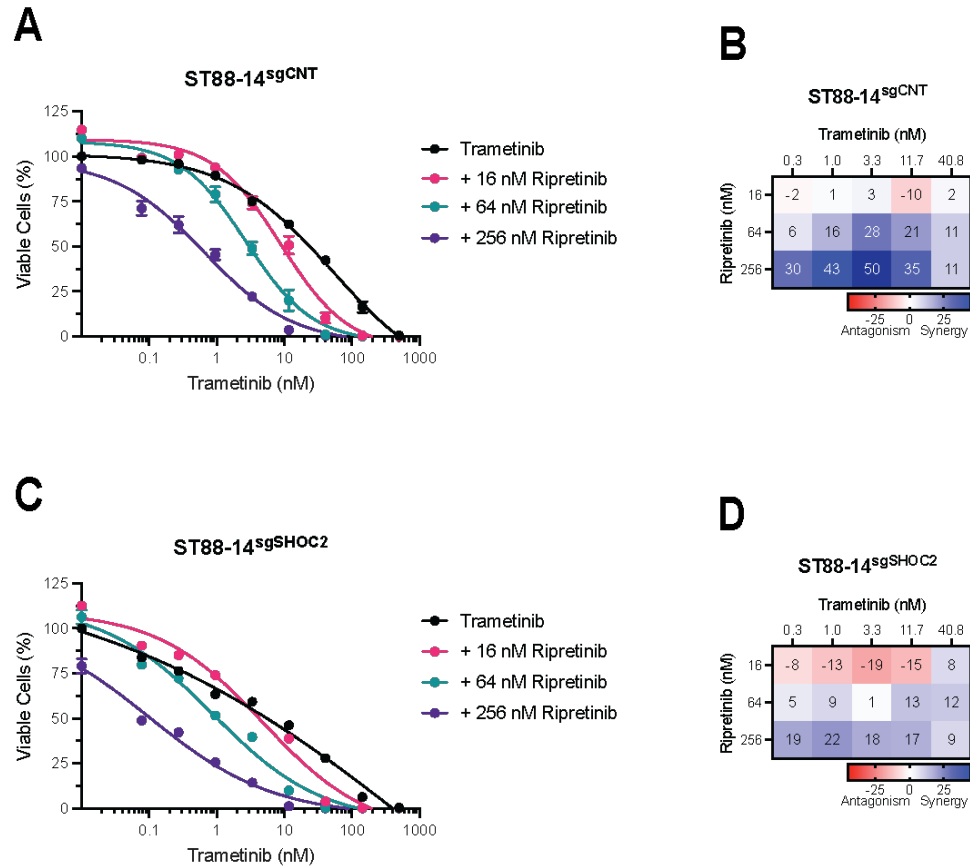 A
ST88-14sgCNT
Viable Cells (%)
125
100
75
50
25
0
0.1
1
10
100
1000
Trametinib (nM)
Trametinib
+ 16 nM Ripretinib
+ 64 nM Ripretinib
+ 256 nM Ripretinib
B
ST88-14sgCNT
Trametinib (nM)
0.3 1.0 3.3 11.7 40.8
Ripretinib (nM)
16 -2 1 3 -10 2
64 6 16 28 21 11
256 30 43 50 35 11
-25 0 25
Antagonism Synergy
C
ST88-14sgSHOC2
Viable Cells (%)
125
100
75
50
25
0
0.1
1
10
100
1000
Trametinib (nM)
Trametinib
+ 16 nM Ripretinib
+ 64 nM Ripretinib
+ 256 nM Ripretinib
D
ST88-14sgSHOC2
Trametinib (nM)
0.3 1.0 3.3 11.7 40.8
Ripretinib (nM)
16 -8 -13 -19 -15 8
64 5 9 1 13 12
256 19 22 18 17 9
-25 0 25
Antagonism Synergy